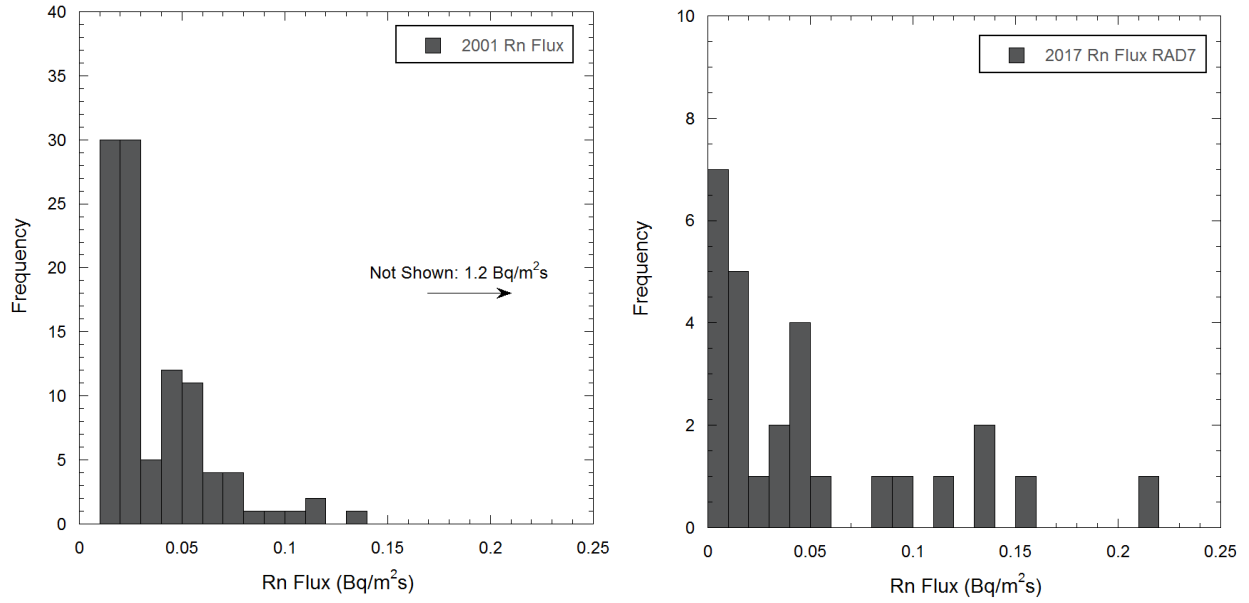 40
35
30
25
20
15
10
5
0
Frequency
2001 Rn Flux
Not Shown: 1.2 Bq/m²s
0 0.05 0.1 0.15 0.2 0.25
Rn Flux (Bq/m²s)
10
8
6
4
2
0
Frequency
2017 Rn Flux RAD7
0 0.05 0.1 0.15 0.2 0.25
Rn Flux (Bq/m²s)